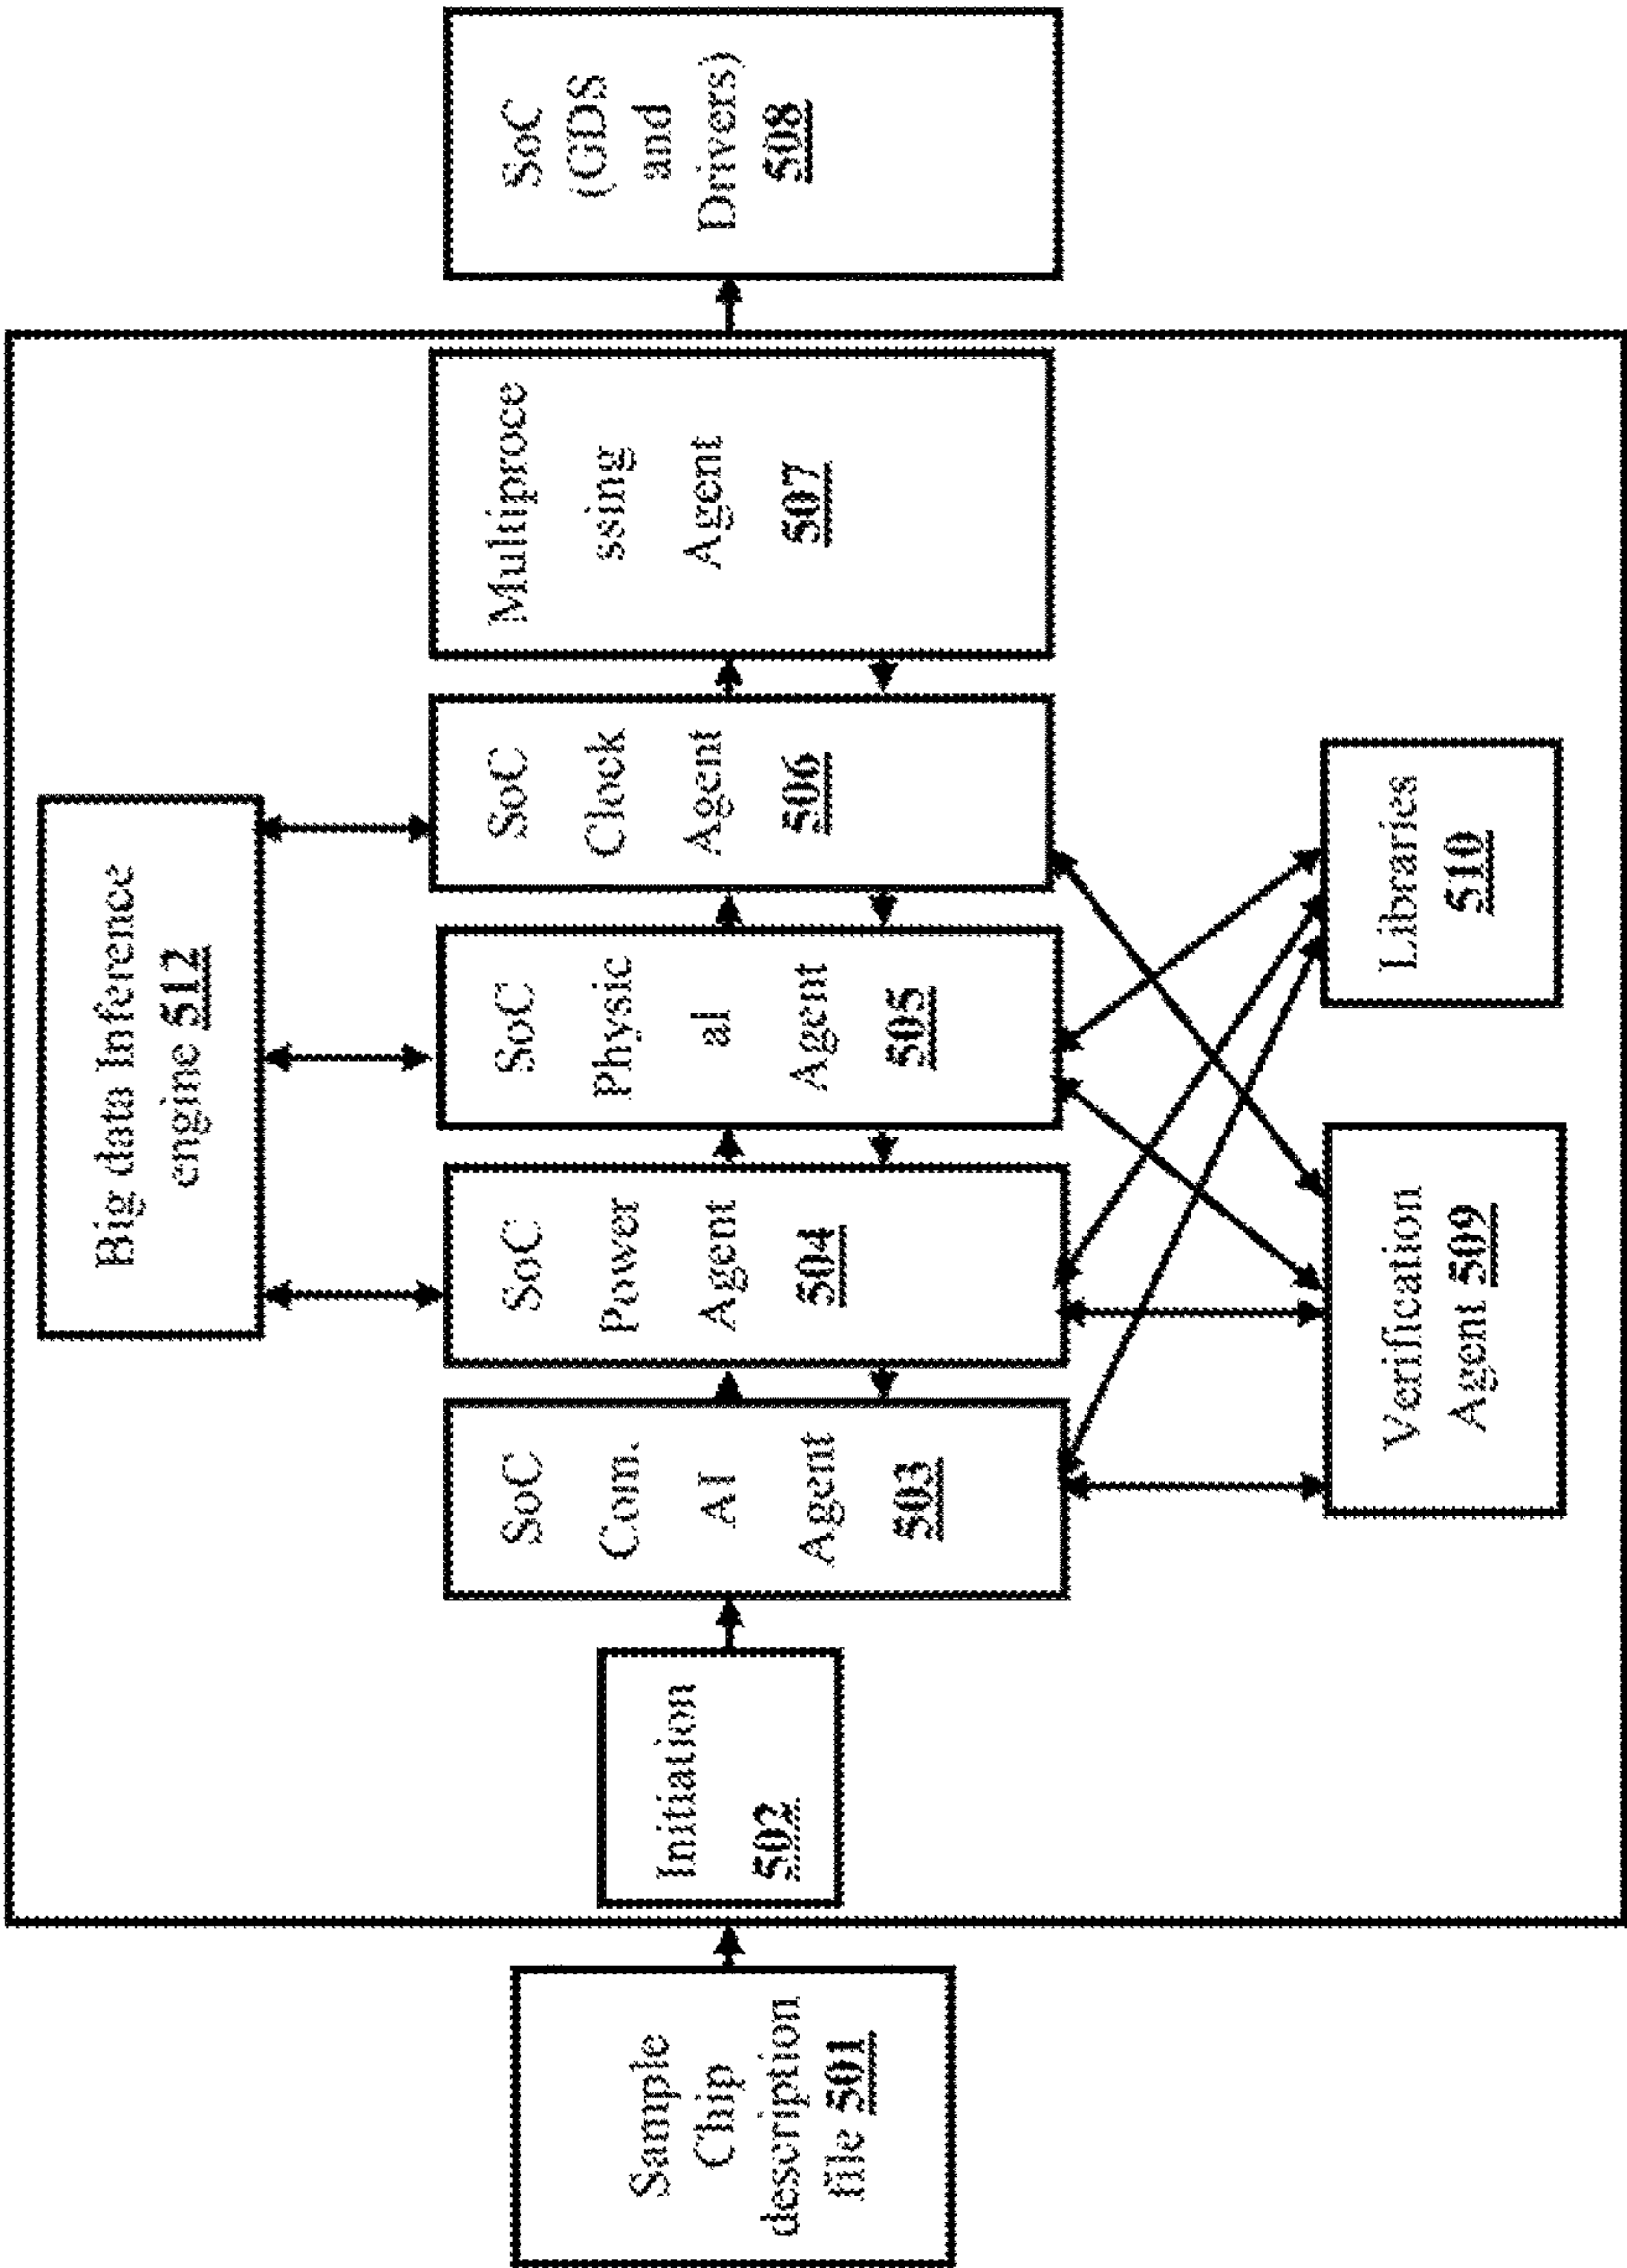 Big data Inference
engine 512
Sample
Chip
description
file 501
Initiation
502
SoC
Com.
AI
Agent
503
SoC
Power
Agent
504
SoC
Physic
al
Agent
505
SoC
Clock
Agent
506
Multiproce
ssing
Agent
507
SoC
(GDS
and
Drivers)
508
Verification
Agent 509
Libraries
510